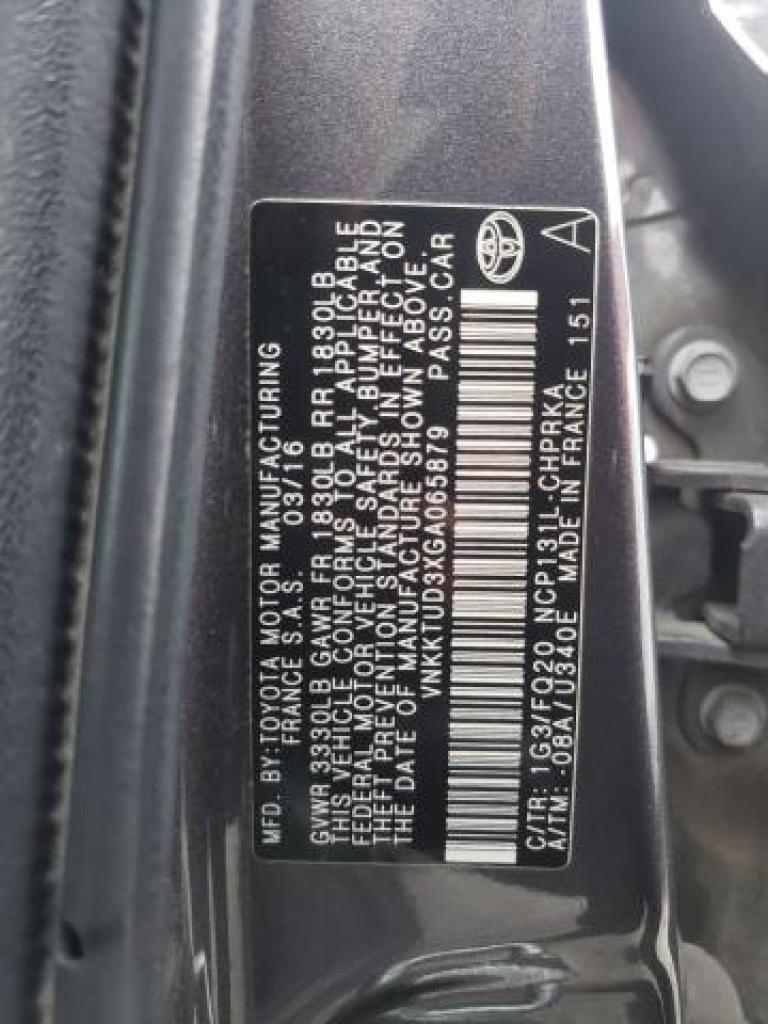 MFD. BY: TOYOTA MOTOR MANUFACTURING
FRANCE S.A.S. 03/16
GVWR 3330LB GAWR FR 1830LB RR 1830LB
THIS VEHICLE CONFORMS TO ALL APPLICABLE
FEDERAL MOTOR VEHICLE SAFETY, BUMPER, AND
THEFT PREVENTION STANDARDS IN EFFECT ON
THE DATE OF MANUFACTURE SHOWN ABOVE.
VNKKTUD3XGA065879 PASS.CAR
C/TR: 1G3/FQ20 NCP131L-CHPRKA
A/TM: -08A/U340E MADE IN FRANCE 151
A